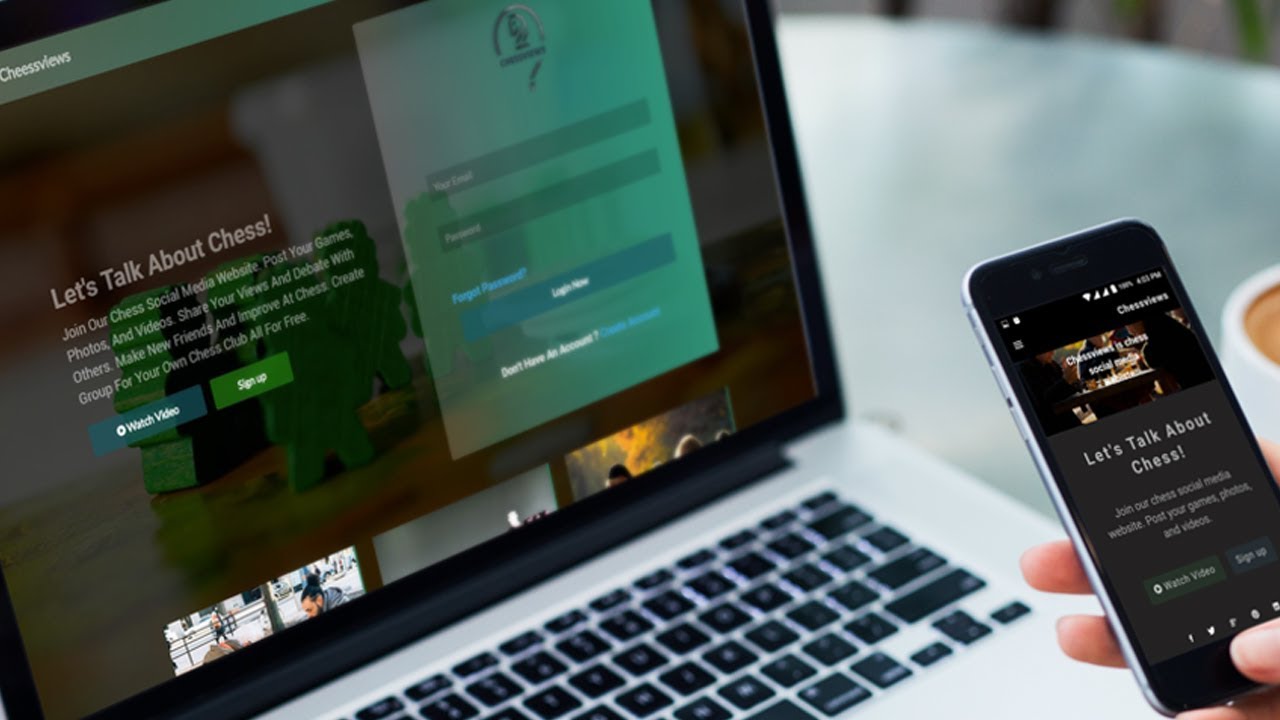 Cheessviews
Let's Talk About Chess!
Join Our Chess Social Media Website. Post Your Games,
Photos, And Videos. Share Your Views And Debate With
Others. Make New Friends And Improve At Chess. Create
Group For Your Own Chess Club All For Free.
Watch Video
Sign up
CHEESSVIEWS
Your Email
Password
Forgot Password?
Login Now
Don't Have An Account ? Create Account
100% 4:03 PM
Chessviews
Chessviews is chess
social media
Let's Talk About
Chess!
Join our chess social media
website. Post your games, photos,
and videos.
Watch Video
Sign up